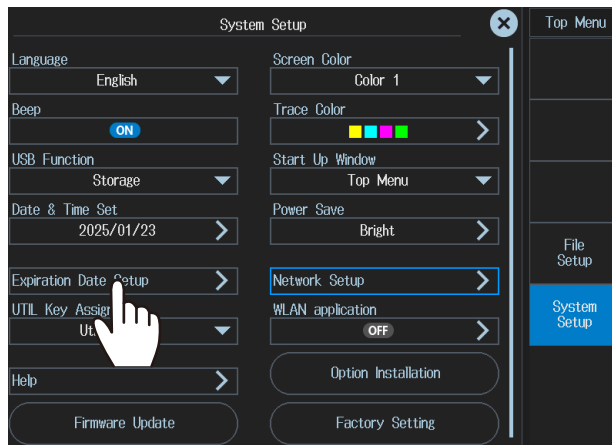 System Setup
Top Menu
Language
English
Screen Color
Color 1
Beep
ON
Trace Color
USB Function
Storage
Start Up Window
Top Menu
Date & Time Set
2025/01/23
Power Save
Bright
File
Setup
Expiration Date Setup
Network Setup
System
Setup
UTIL Key Assig
Ut
WLAN application
OFF
Help
Option Installation
Firmware Update
Factory Setting